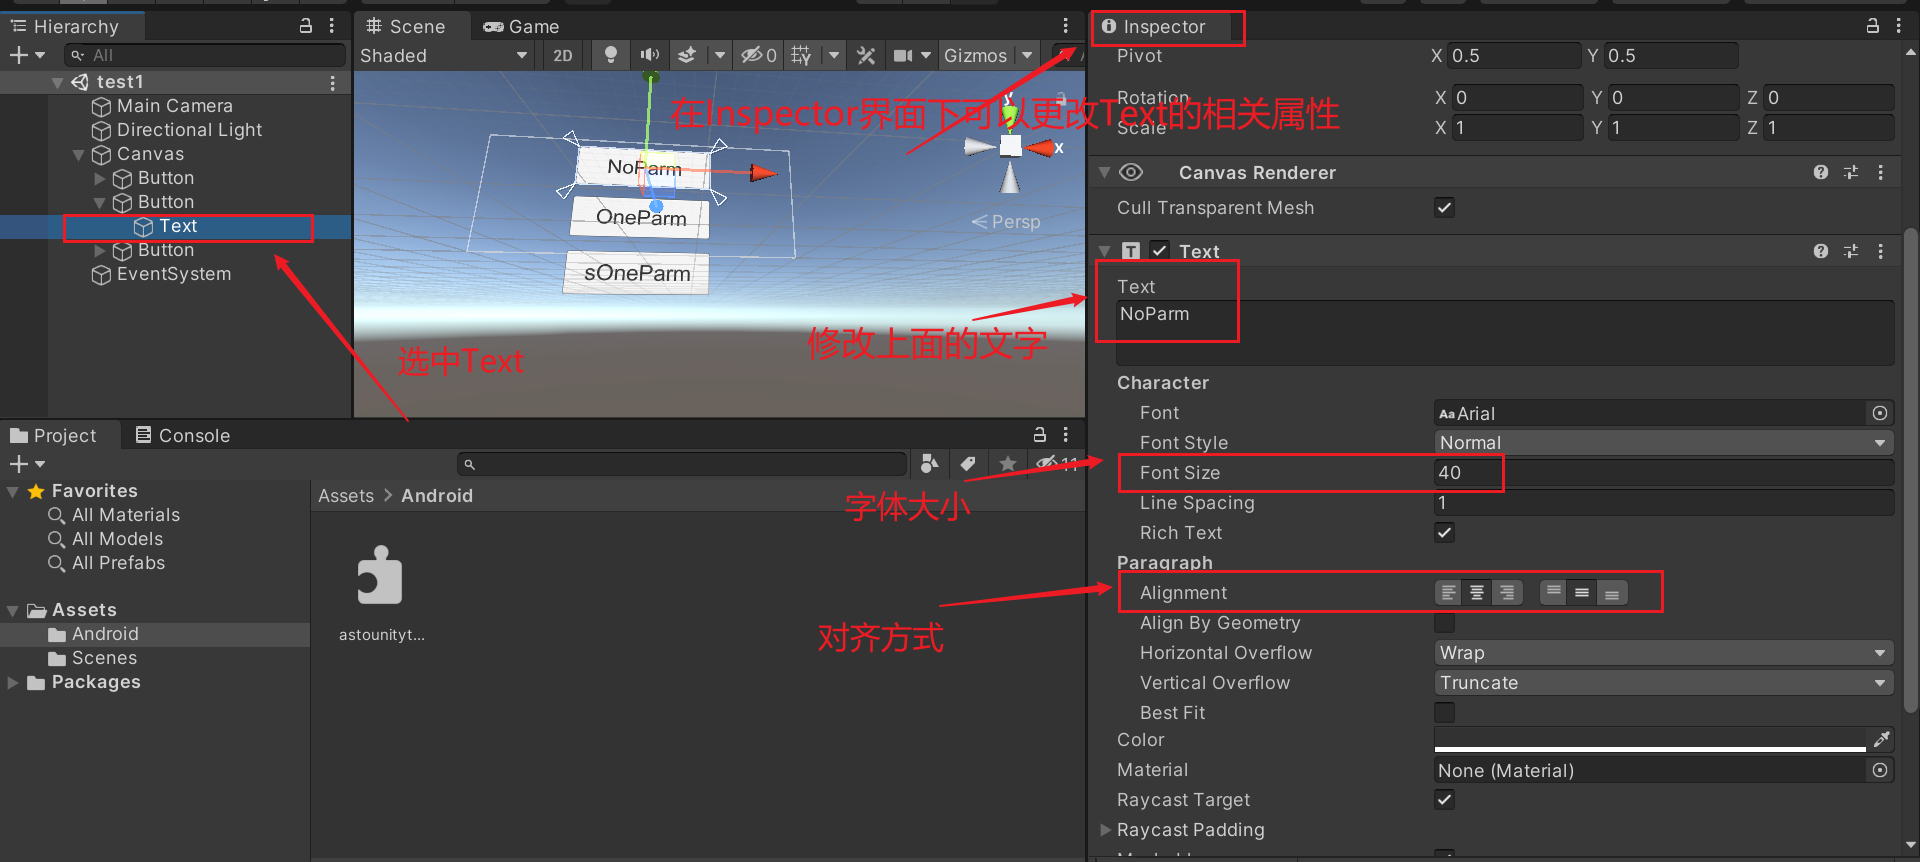 Hierarchy
All
test1
Main Camera
Directional Light
Canvas
Button
Button
Text
Button
EventSystem
选中Text
Scene
Game
Shaded
2D
0
Gizmos
NoParm
OneParm
sOneParm
y
x
Persp
在Inspector界面下可以更改Text的相关属性
修改上面的文字
Project
Console
11
Favorites
All Materials
All Models
All Prefabs
Assets
Android
Scenes
Packages
Assets > Android
astounityt...
字体大小
对齐方式
Inspector
Pivot X 0.5 Y 0.5
Rotation X 0 Y 0 Z 0
Scale X 1 Y 1 Z 1
Canvas Renderer
Cull Transparent Mesh
Text
Text
NoParm
Character
Font Aa Arial
Font Style Normal
Font Size 40
Line Spacing 1
Rich Text
Paragraph
Alignment
Align By Geometry
Horizontal Overflow Wrap
Vertical Overflow Truncate
Best Fit
Color
Material None (Material)
Raycast Target
Raycast Padding